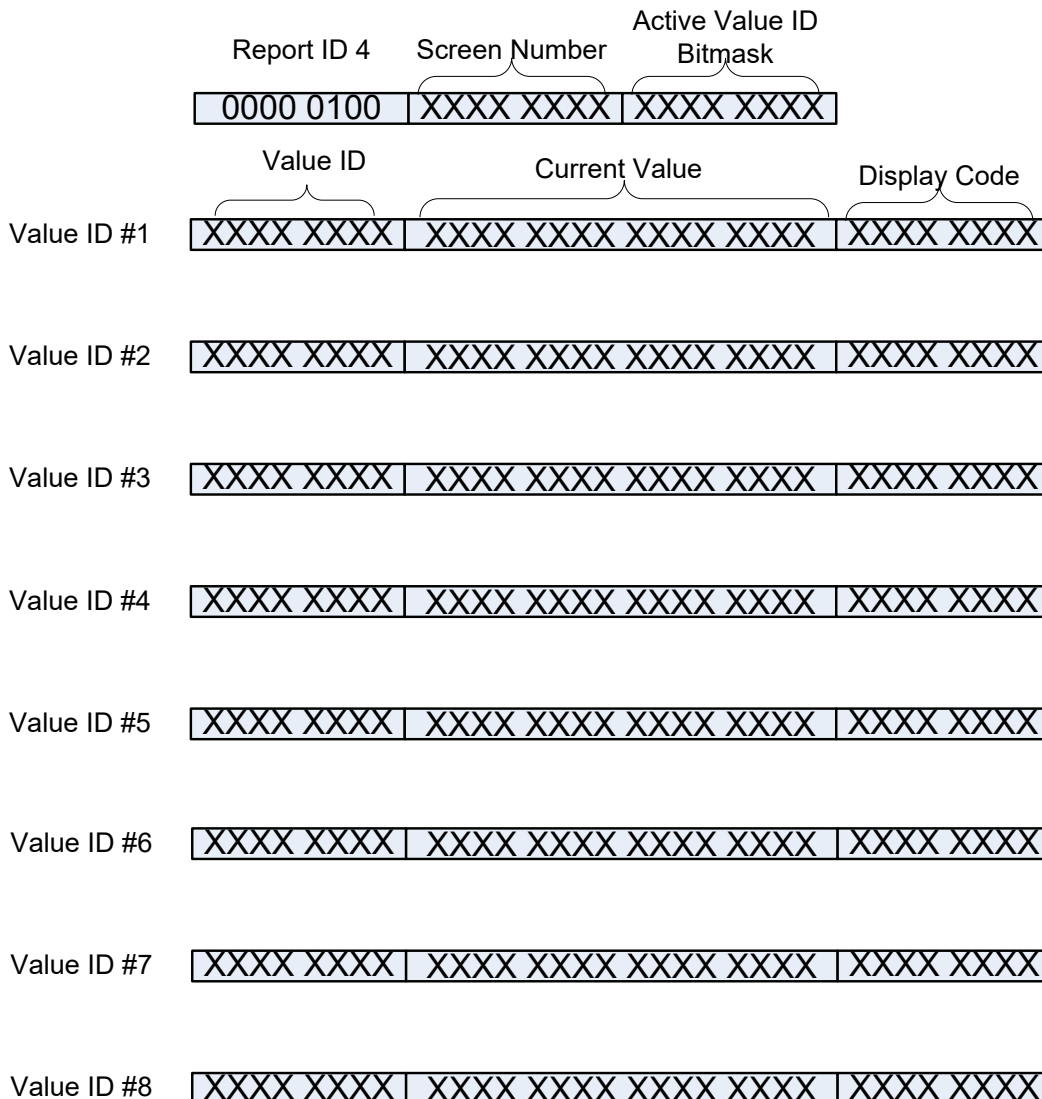 Active Value ID
Report ID 4 Screen Number Bitmask
0000 0100 XXXX XXXX XXXX XXXX
Value ID Current Value Display Code
Value ID #1 XXXX XXXX XXXX XXXX XXXX XXXX XXXX XXXX
Value ID #2 XXXX XXXX XXXX XXXX XXXX XXXX XXXX XXXX
Value ID #3 XXXX XXXX XXXX XXXX XXXX XXXX XXXX XXXX
Value ID #4 XXXX XXXX XXXX XXXX XXXX XXXX XXXX XXXX
Value ID #5 XXXX XXXX XXXX XXXX XXXX XXXX XXXX XXXX
Value ID #6 XXXX XXXX XXXX XXXX XXXX XXXX XXXX XXXX
Value ID #7 XXXX XXXX XXXX XXXX XXXX XXXX XXXX XXXX
Value ID #8 XXXX XXXX XXXX XXXX XXXX XXXX XXXX XXXX